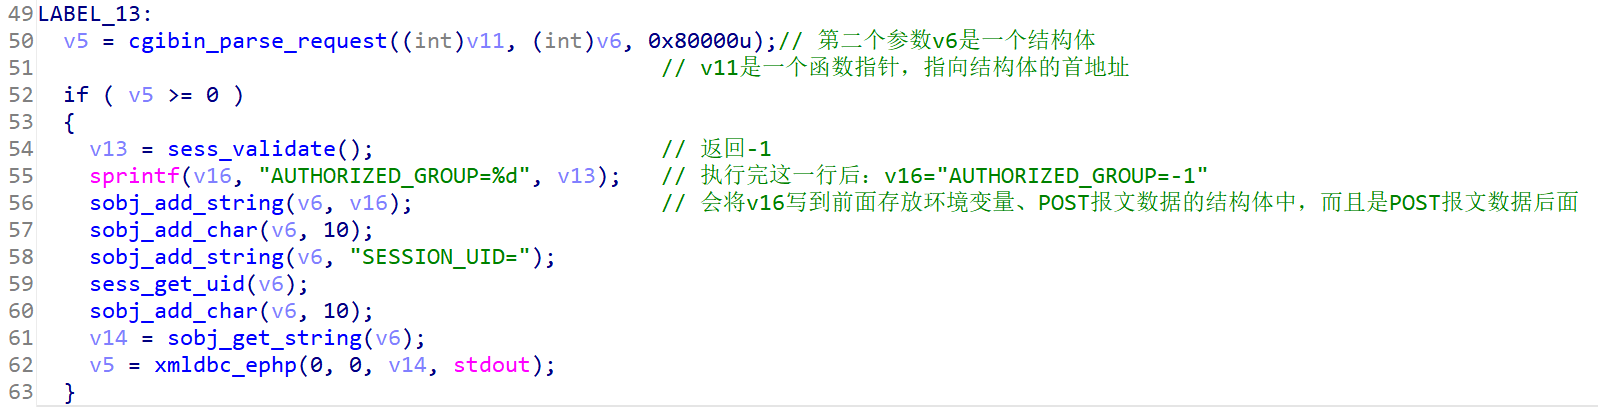 49 LABEL_13:
50 v5 = cgibin_parse_request((int)v11, (int)v6, 0x80000u);// 第二个参数v6是一个结构体
51 // v11是一个函数指针，指向结构体的首地址
52 if ( v5 >= 0 )
53 {
54 v13 = sess_validate(); // 返回-1
55 sprintf(v16, "AUTHORIZED_GROUP=%d", v13); // 执行完这一行后：v16="AUTHORIZED_GROUP=-1"
56 sobj_add_string(v6, v16); // 会将v16写到前面存放环境变量、POST报文数据的结构体中，而且是POST报文数据后面
57 sobj_add_char(v6, 10);
58 sobj_add_string(v6, "SESSION_UID=");
59 sess_get_uid(v6);
60 sobj_add_char(v6, 10);
61 v14 = sobj_get_string(v6);
62 v5 = xmldbc_ephp(0, 0, v14, stdout);
63 }